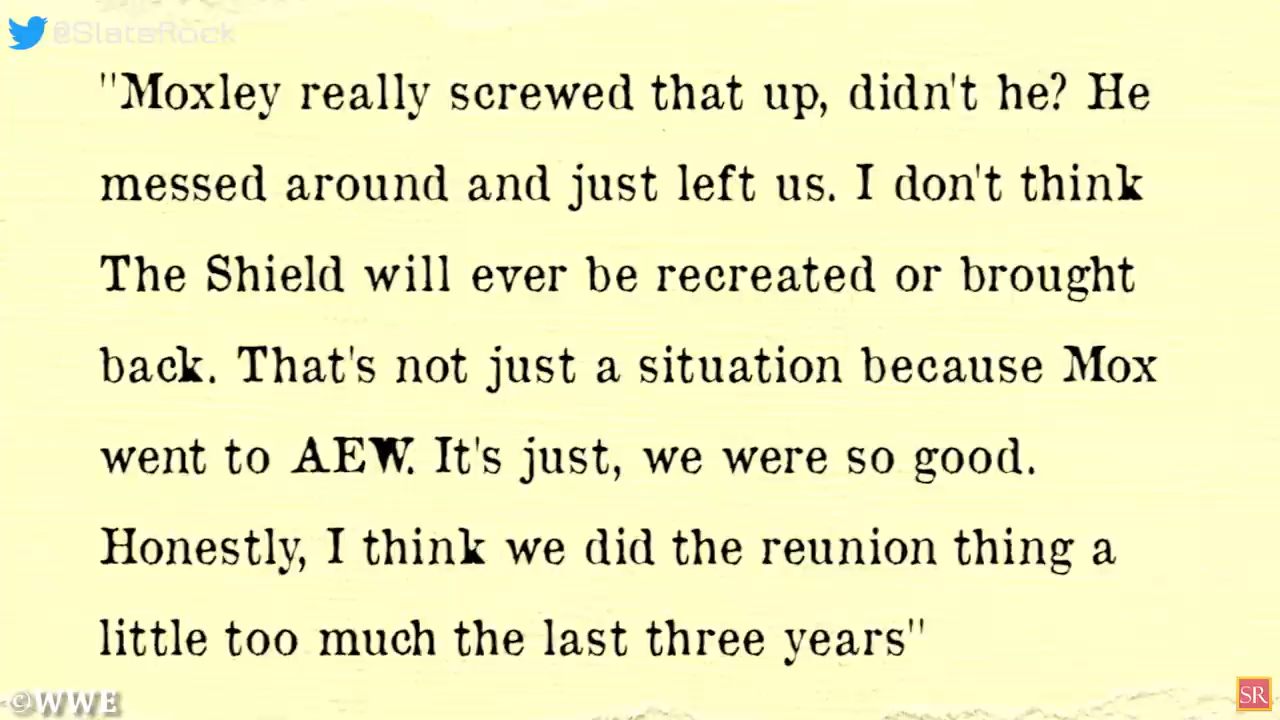 @SlateRock
"Moxley really screwed that up, didn't he? He
messed around and just left us. I don't think
The Shield will ever be recreated or brought
back. That's not just a situation because Mox
went to AEW. It's just, we were so good.
Honestly, I think we did the reunion thing a
little too much the last three years"
©WWE
SR